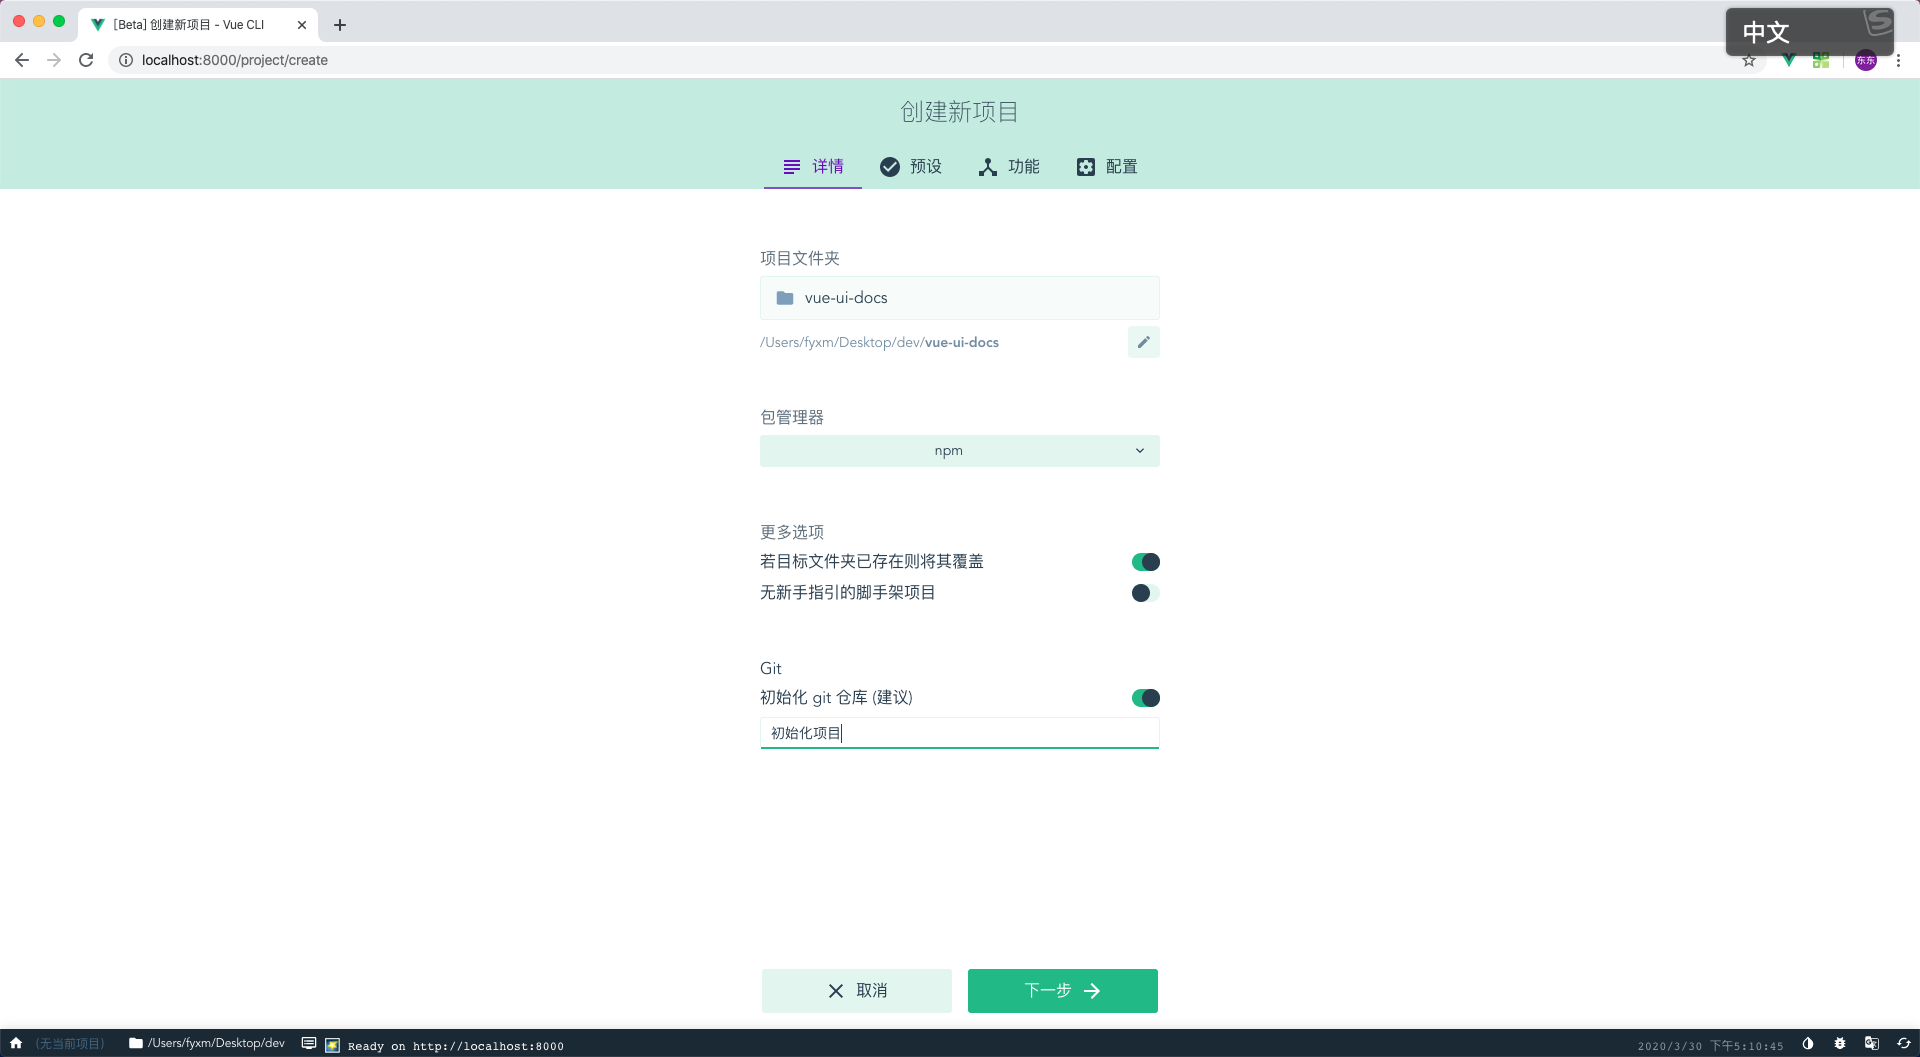 [Beta] 创建新项目 - Vue CLI
中文
localhost:8000/project/create
东东
创建新项目
详情 预设 功能 配置
项目文件夹
vue-ui-docs
/Users/fyxm/Desktop/dev/vue-ui-docs
包管理器
npm
更多选项
若目标文件夹已存在则将其覆盖
无新手指引的脚手架项目
Git
初始化 git 仓库 (建议)
初始化项目
取消 下一步
(无当前项目) /Users/fyxm/Desktop/dev Ready on http://localhost:8000 2020/3/30 下午5:10:45